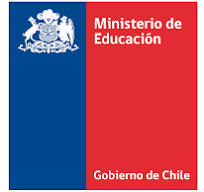 Ministerio de
Educación
Gobierno de Chile